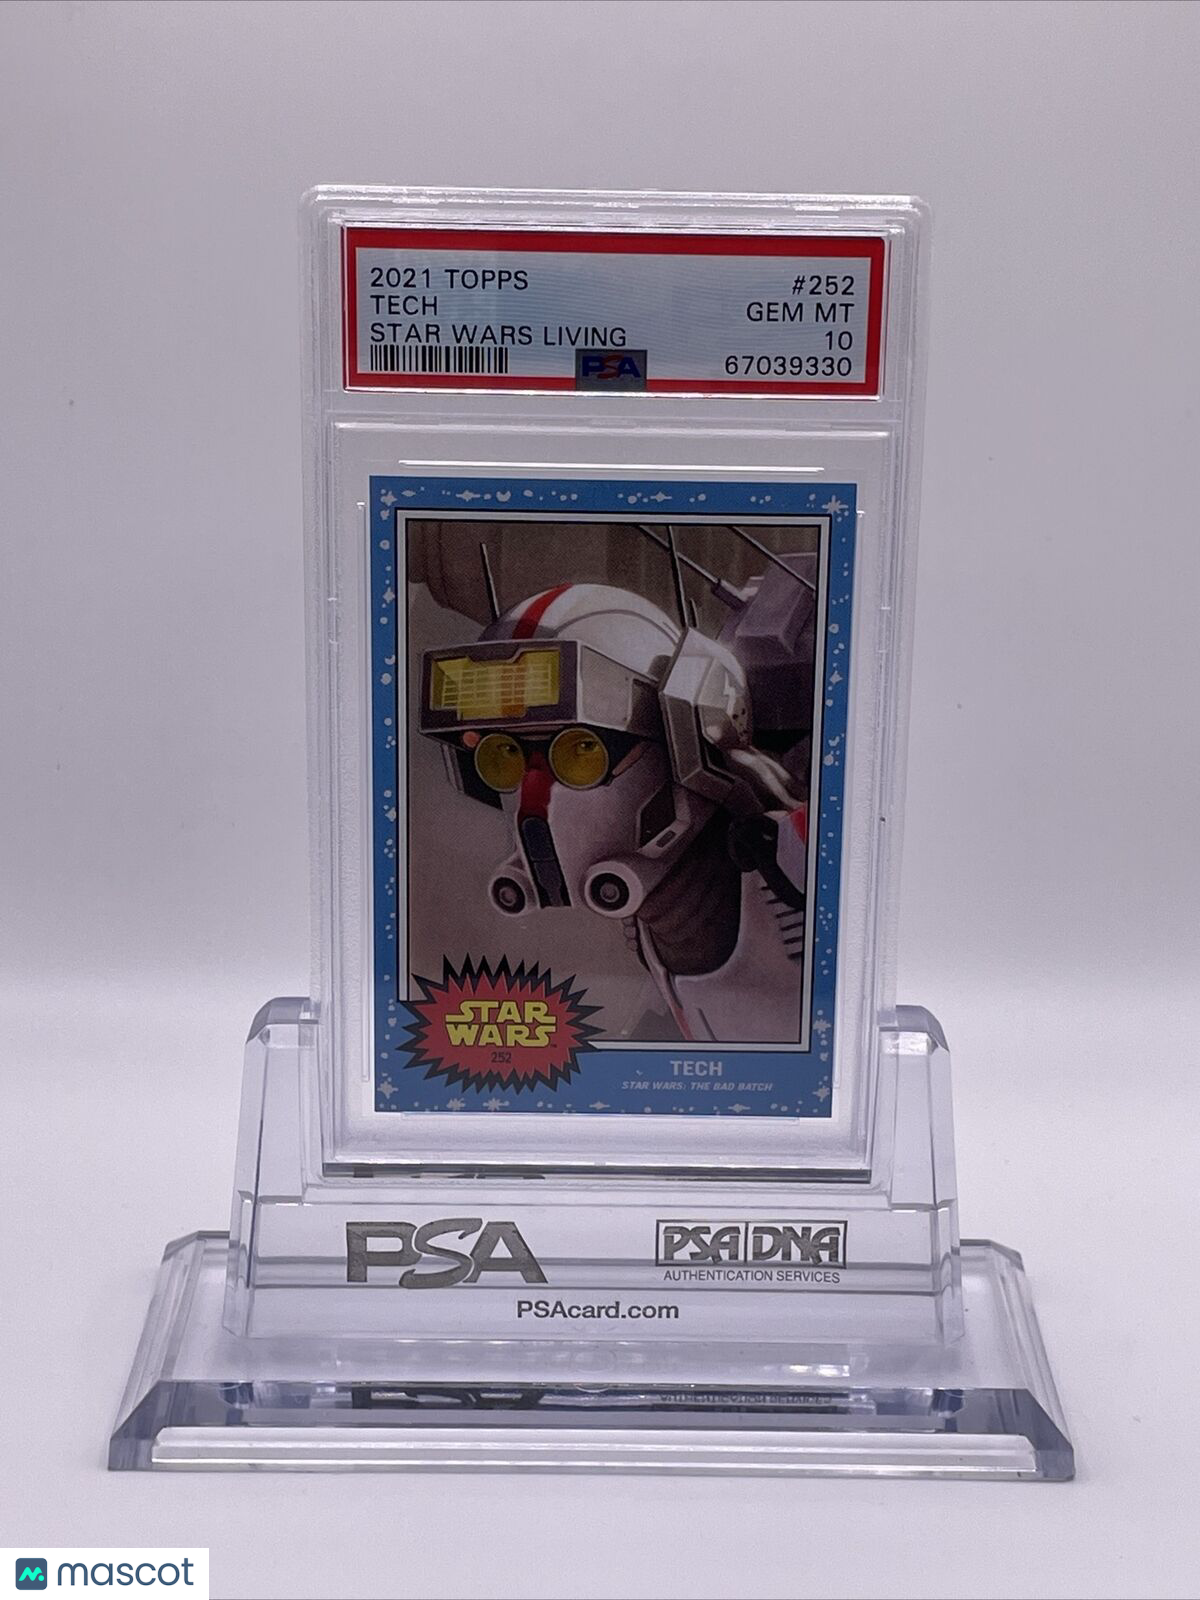 2021 TOPPS #252
TECH GEM MT
STAR WARS LIVING 10
PSA 67039330
STAR
WARS
252
TECH
STAR WARS: THE BAD BATCH
PSA PSA DNA
AUTHENTICATION SERVICES
PSAcard.com
mascot